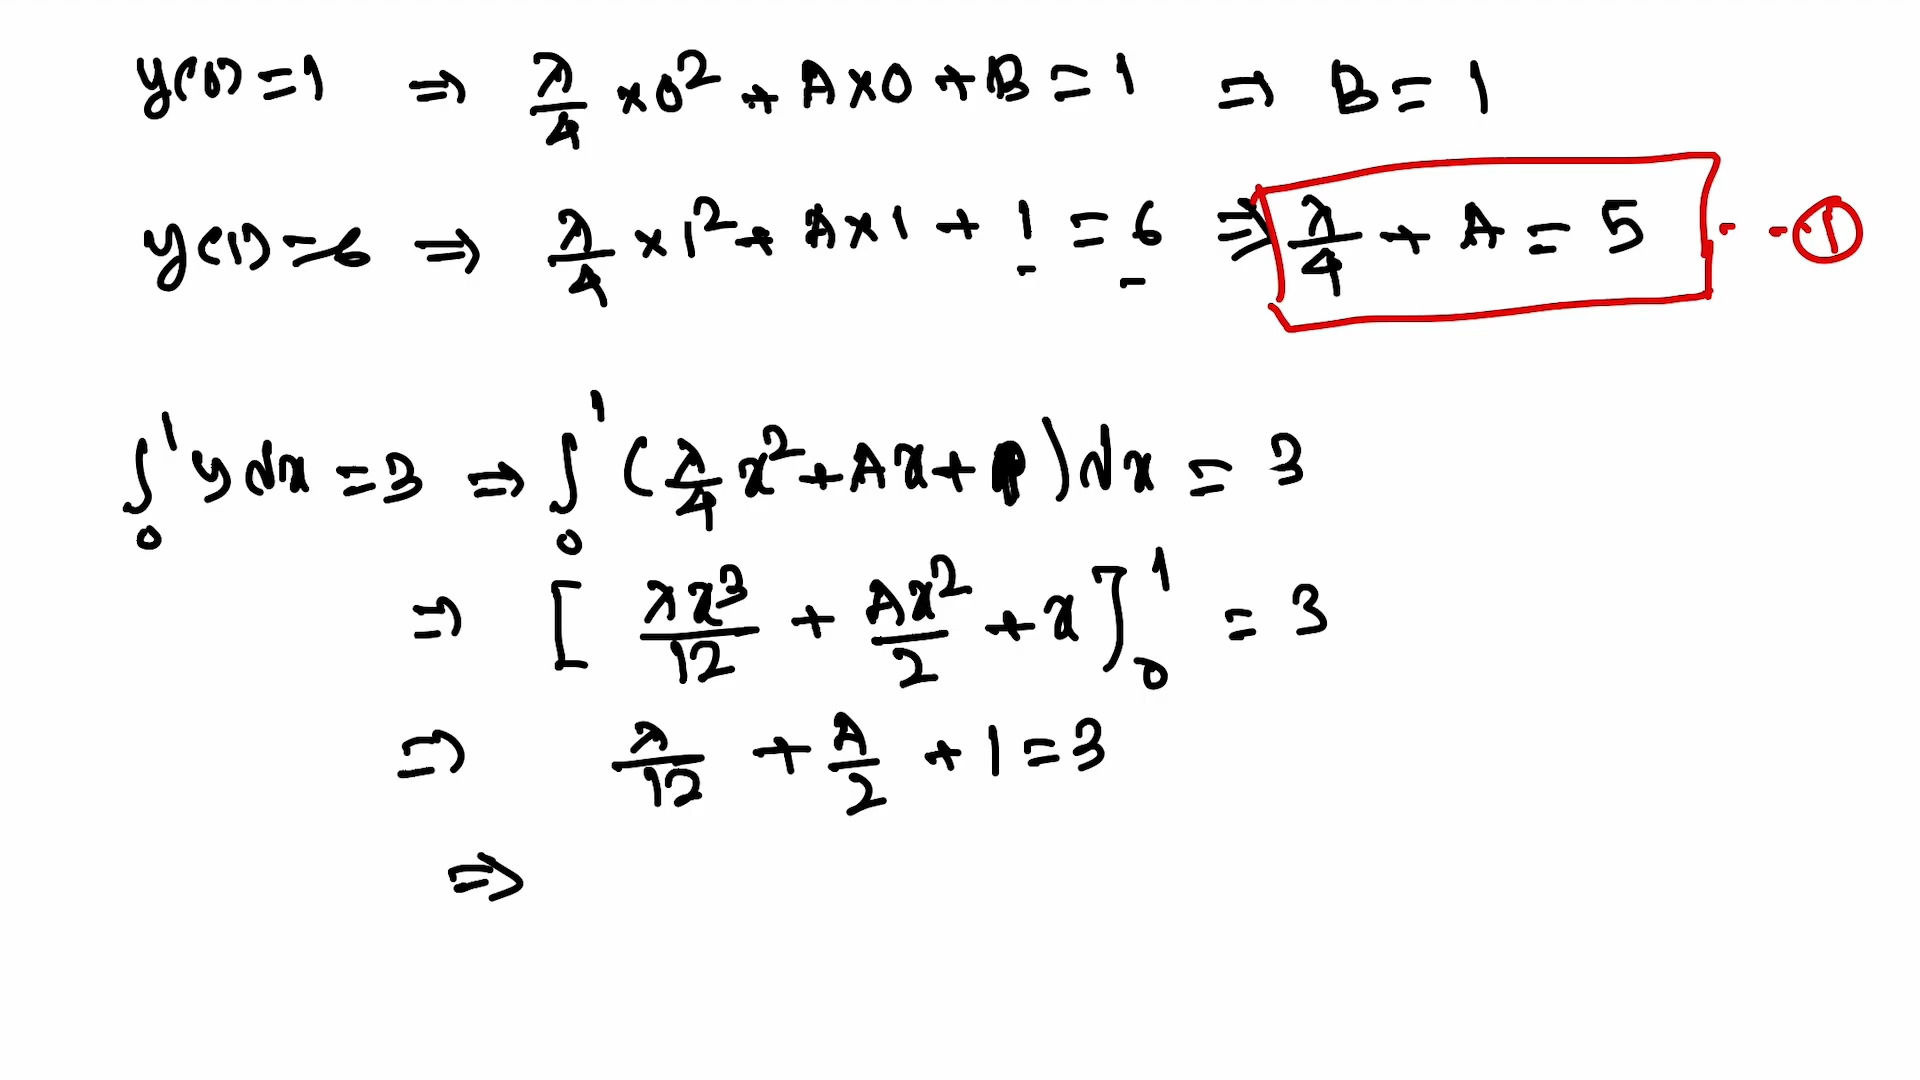 y(0) = 1 ⇒ λ/4 × 0² + A × 0 + B = 1 ⇒ B = 1
y(1) = 6 ⇒ λ/4 × 1² + A × 1 + 1 = 6 ⇒ λ/4 + A = 5 - - ①
∫₀¹ y dx = 3 ⇒ ∫₀¹ (λ/4 x² + Ax + 1) dx = 3
⇒ [ λx³/12 + Ax²/2 + x ]₀¹ = 3
⇒ λ/12 + A/2 + 1 = 3
⇒